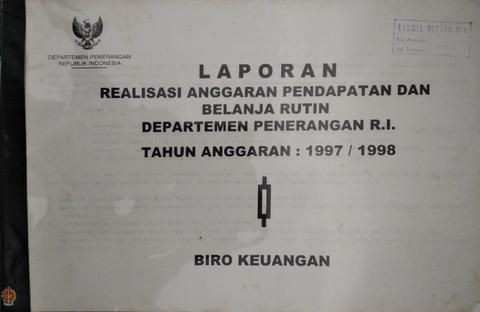 DEPARTEMEN PENERANGAN
REPUBLIK INDONESIA
LAPORAN
REALISASI ANGGARAN PENDAPATAN DAN
BELANJA RUTIN
DEPARTEMEN PENERANGAN R.I.
TAHUN ANGGARAN : 1997 / 1998
BIRO KEUANGAN